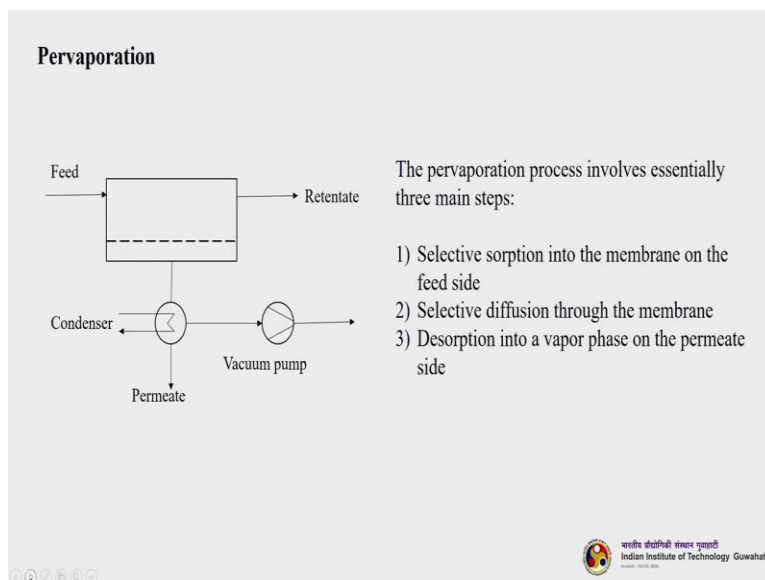 Pervaporation
Feed
Retentate
Condenser
Vacuum pump
Permeate
The pervaporation process involves essentially
three main steps:
1) Selective sorption into the membrane on the
feed side
2) Selective diffusion through the membrane
3) Desorption into a vapor phase on the permeate
side
भारतीय प्रौद्योगिकी संस्थान गुवाहाटी
Indian Institute of Technology Guwahat